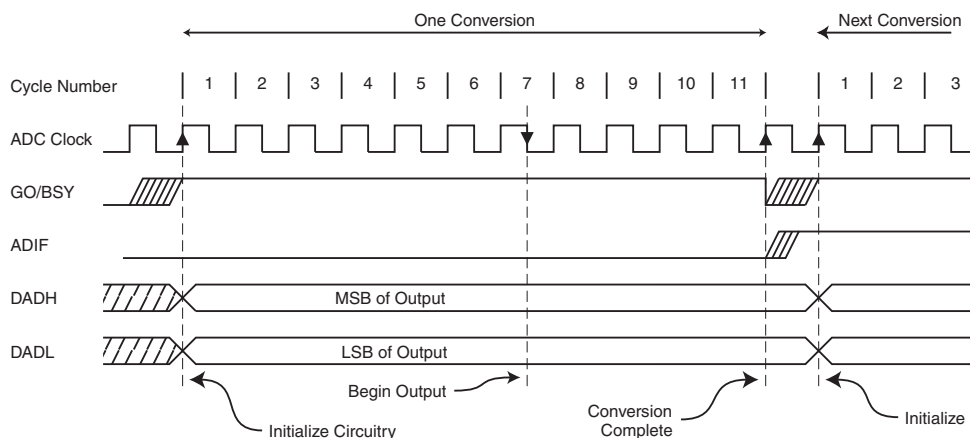 One Conversion Next Conversion
Cycle Number 1 2 3 4 5 6 7 8 9 10 11 1 2 3
ADC Clock
GO/BSY
ADIF
DADH MSB of Output
DADL LSB of Output
Initialize Circuitry
Begin Output
Conversion
Complete
Initialize